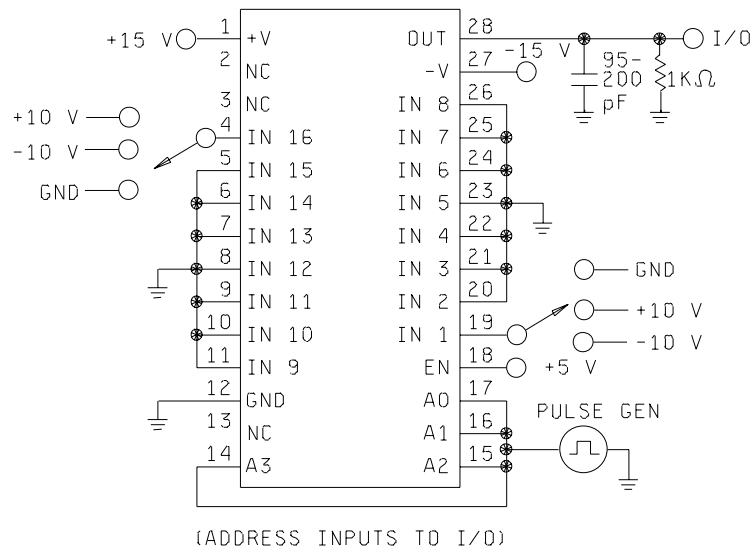 1 +V OUT 28 I/O
+15 V
2 NC -V 27 -15 V
95-
200
pF
1KΩ
3 NC IN 8 26
+10 V
4 IN 16 IN 7 25
-10 V
5 IN 15 IN 6 24
GND
6 IN 14 IN 5 23
7 IN 13 IN 4 22
8 IN 12 IN 3 21
GND
9 IN 11 IN 2 20
+10 V
10 IN 10 IN 1 19
-10 V
11 IN 9 EN 18
+5 V
12 GND A0 17
PULSE GEN
13 NC A1 16
14 A3 A2 15
(ADDRESS INPUTS TO I/O)